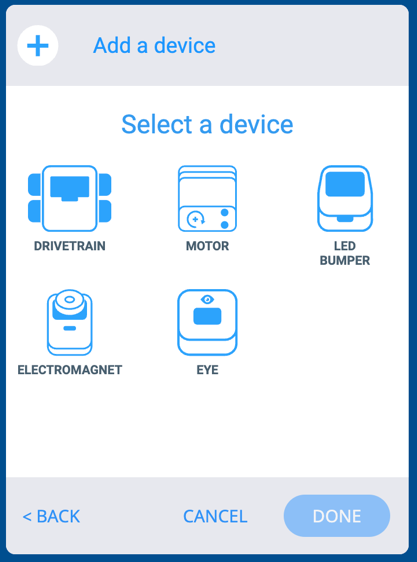 Add a device
Select a device
DRIVETRAIN
MOTOR
LED
BUMPER
ELECTROMAGNET
EYE
< BACK
CANCEL
DONE